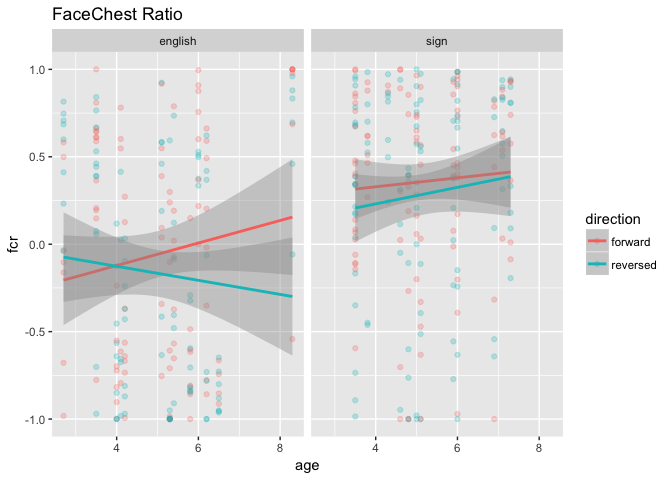 FaceChest Ratio
english
sign
1.0
0.5
0.0
-0.5
-1.0
fcr
4
6
8
4
6
8
age
direction
forward
reversed